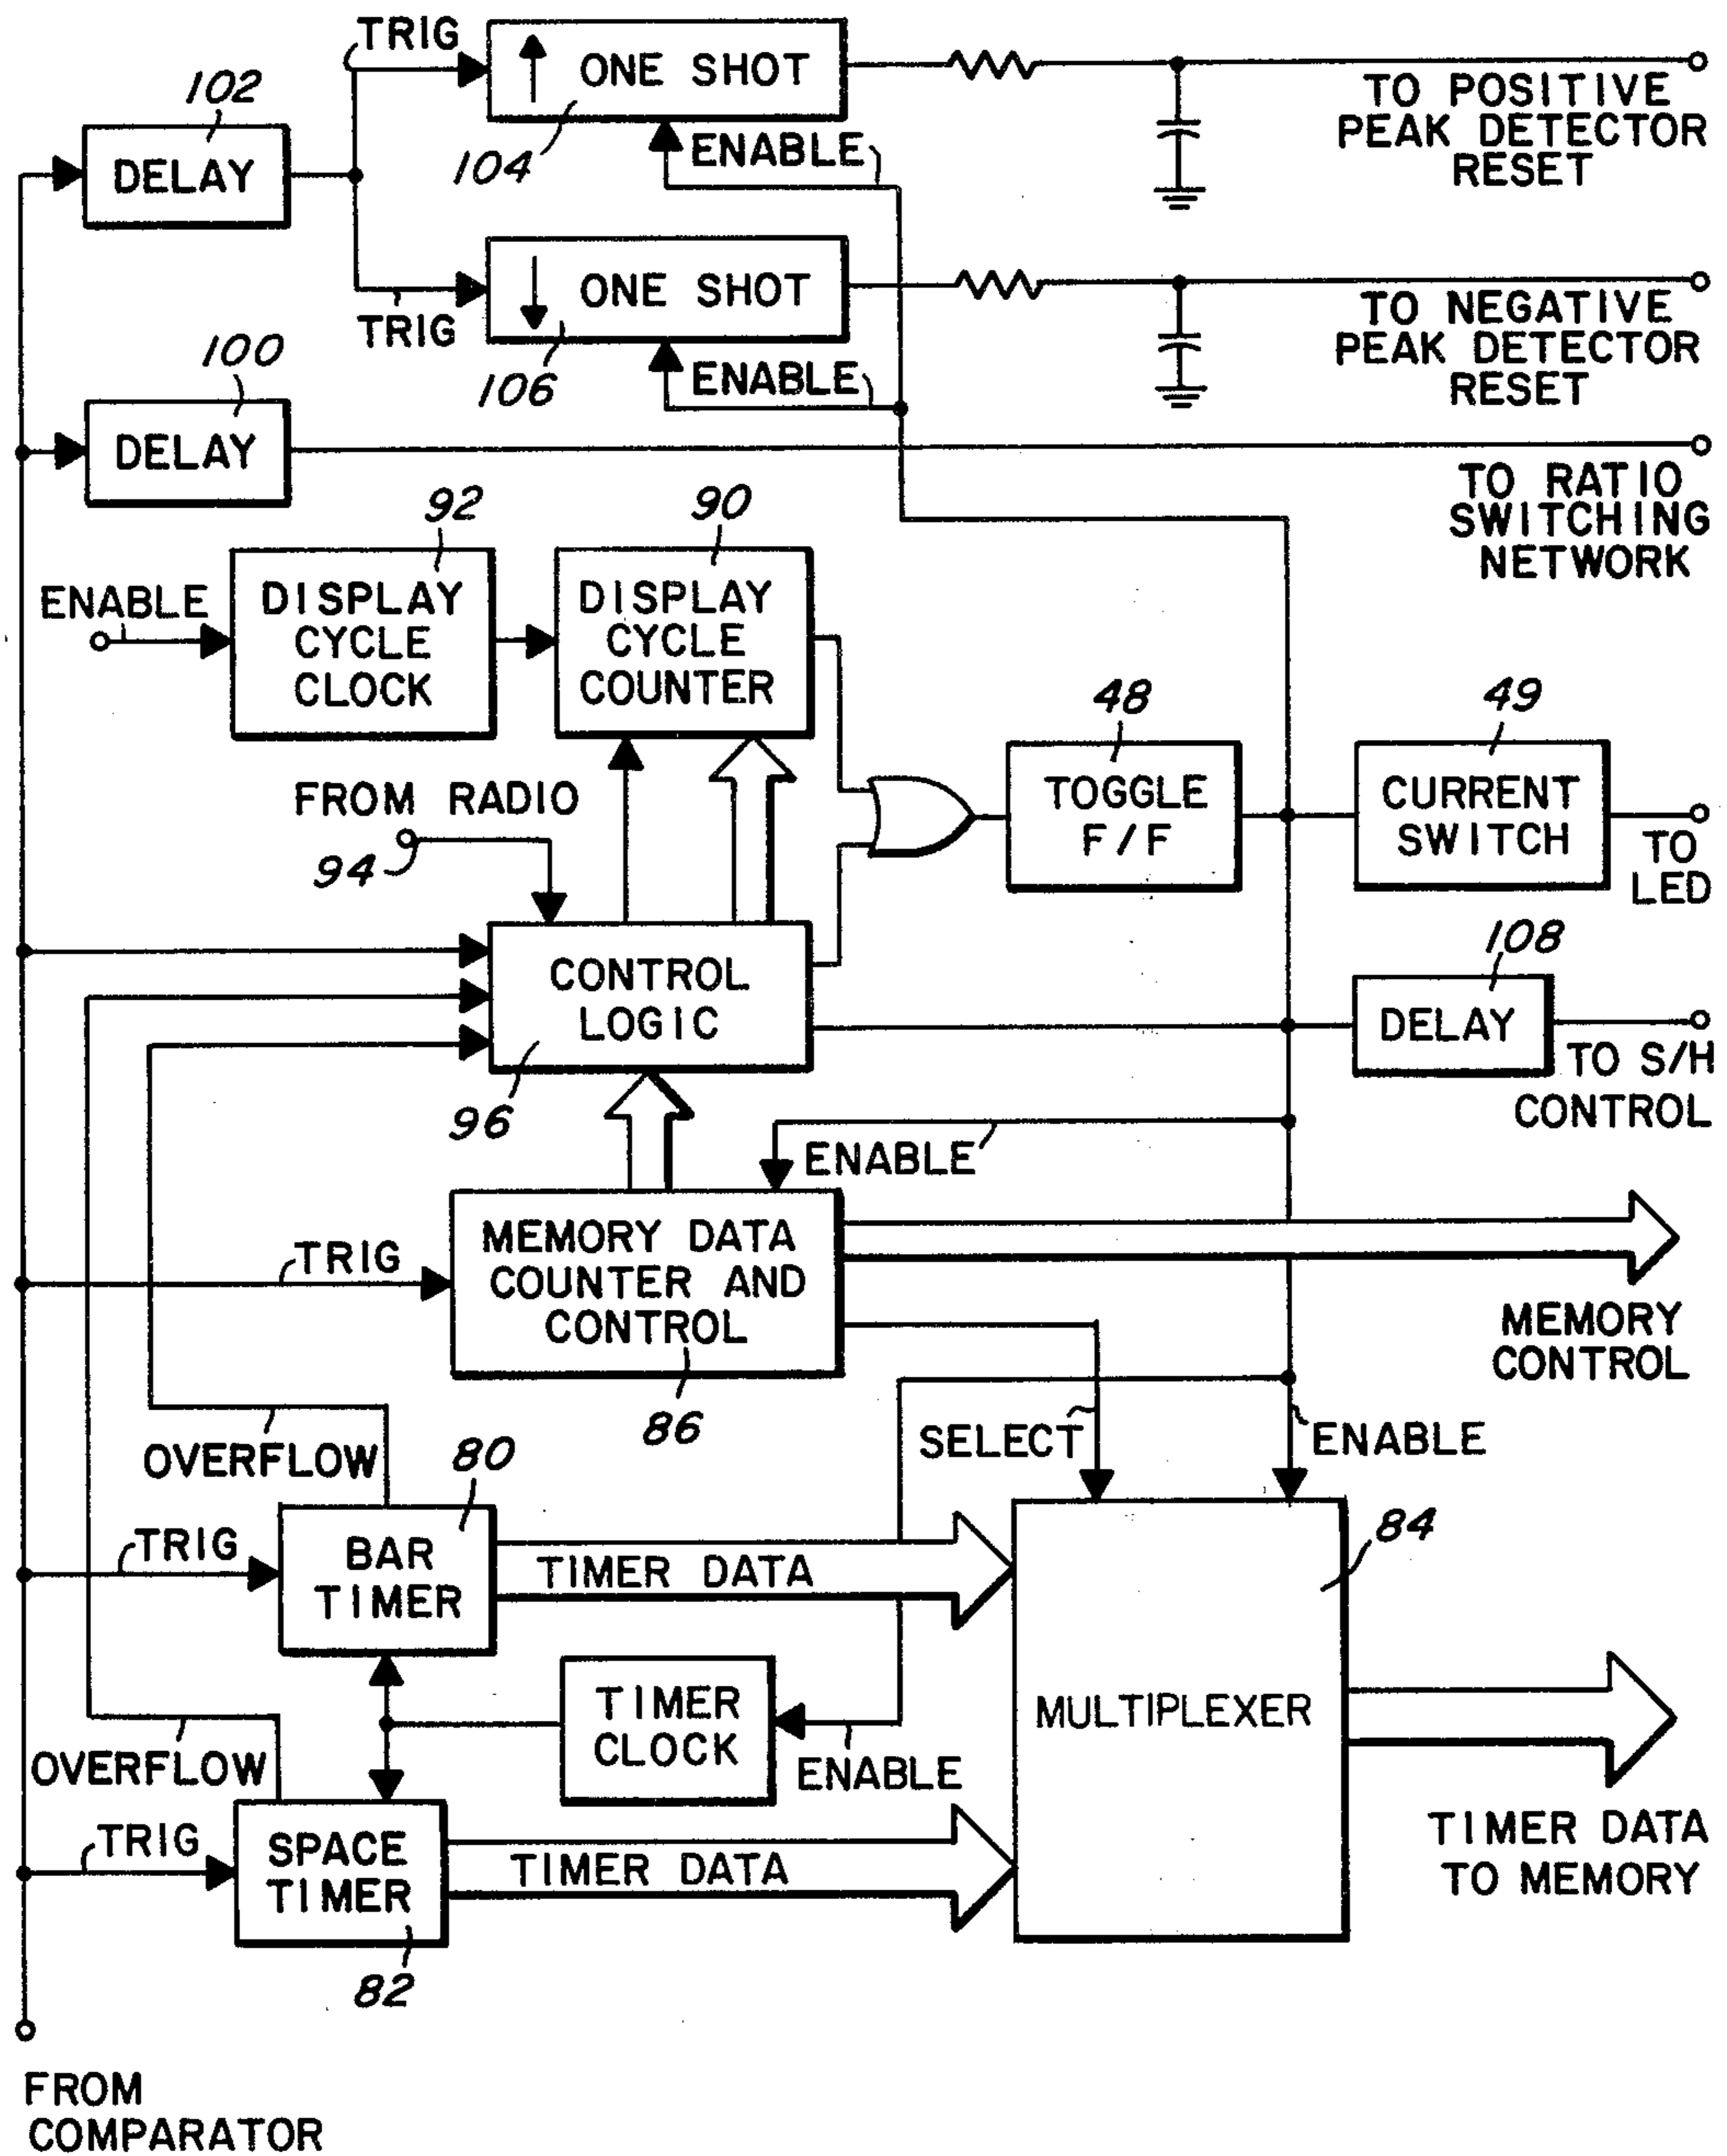 TRIG
ONE SHOT
102
TO POSITIVE
PEAK DETECTOR
RESET
DELAY
104
ENABLE
ONE SHOT
TRIG
TO NEGATIVE
PEAK DETECTOR
RESET
100
106
ENABLE
DELAY
TO RATIO
SWITCHING
NETWORK
92
90
ENABLE
DISPLAY
CYCLE
CLOCK
DISPLAY
CYCLE
COUNTER
48
49
FROM RADIO
94
TOGGLE
F/F
CURRENT
SWITCH
TO
LED
108
CONTROL
LOGIC
DELAY
96
TO S/H
CONTROL
ENABLE
TRIG
MEMORY DATA
COUNTER AND
CONTROL
MEMORY
CONTROL
86
SELECT
ENABLE
OVERFLOW
80
84
TRIG
BAR
TIMER
TIMER DATA
TIMER
CLOCK
MULTIPLEXER
OVERFLOW
ENABLE
TRIG
SPACE
TIMER
TIMER DATA
TIMER DATA
TO MEMORY
82
FROM
COMPARATOR